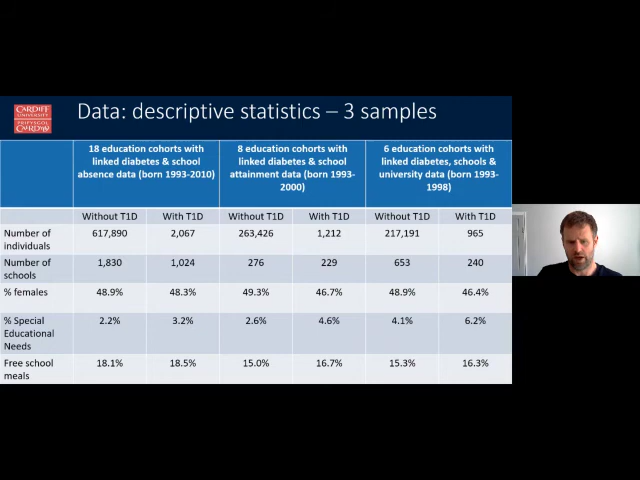 CARDIFF
UNIVERSITY
PRIFYSGOL
CAERDYDD
Data: descriptive statistics – 3 samples
18 education cohorts with
linked diabetes & school
absence data (born 1993-2010)
8 education cohorts with
linked diabetes & school
attainment data (born 1993-
2000)
6 education cohorts with
linked diabetes, schools &
university data (born 1993-
1998)
Without T1D With T1D Without T1D With T1D Without T1D With T1D
Number of
individuals
617,890 2,067 263,426 1,212 217,191 965
Number of
schools
1,830 1,024 276 229 653 240
% females 48.9% 48.3% 49.3% 46.7% 48.9% 46.4%
% Special
Educational
Needs
2.2% 3.2% 2.6% 4.6% 4.1% 6.2%
Free school
meals
18.1% 18.5% 15.0% 16.7% 15.3% 16.3%